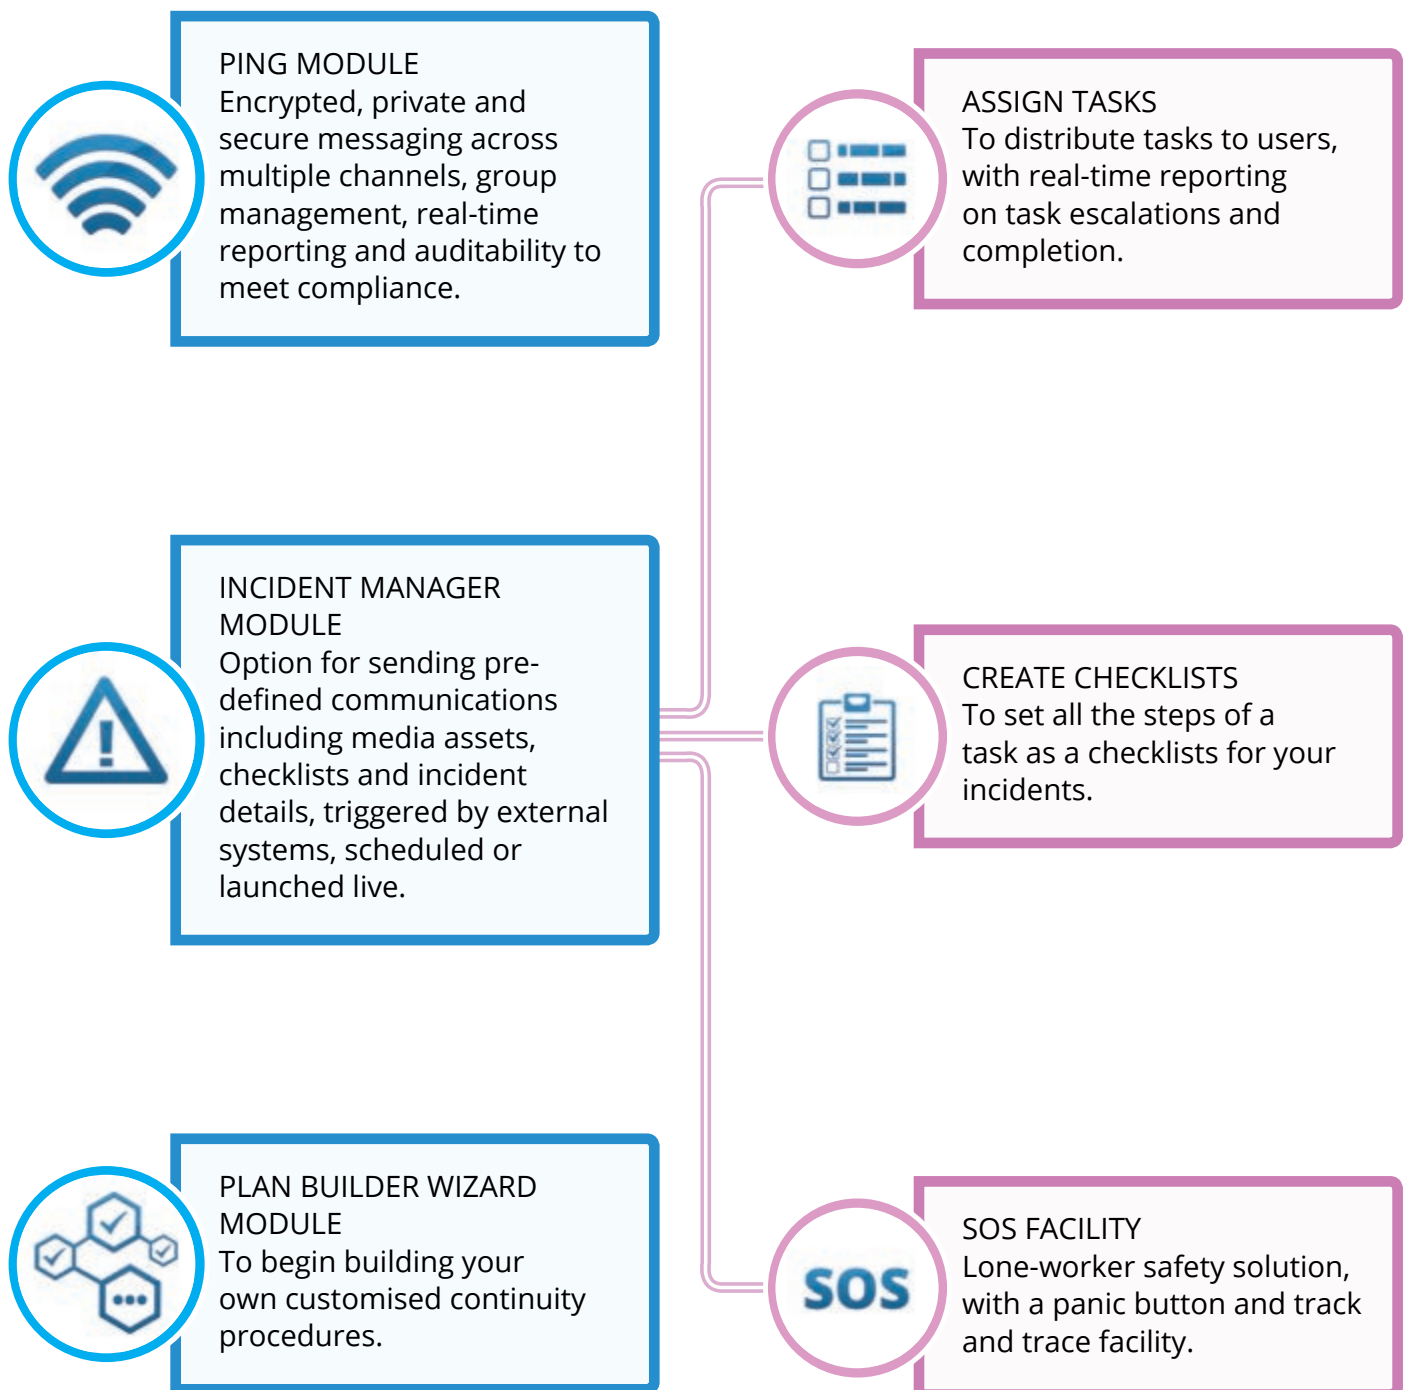 PING MODULE
Encrypted, private and
secure messaging across
multiple channels, group
management, real-time
reporting and auditability to
meet compliance.
INCIDENT MANAGER
MODULE
Option for sending pre-
defined communications
including media assets,
checklists and incident
details, triggered by external
systems, scheduled or
launched live.
PLAN BUILDER WIZARD
MODULE
To begin building your
own customised continuity
procedures.
ASSIGN TASKS
To distribute tasks to users,
with real-time reporting
on task escalations and
completion.
CREATE CHECKLISTS
To set all the steps of a
task as a checklists for your
incidents.
SOS
SOS FACILITY
Lone-worker safety solution,
with a panic button and track
and trace facility.